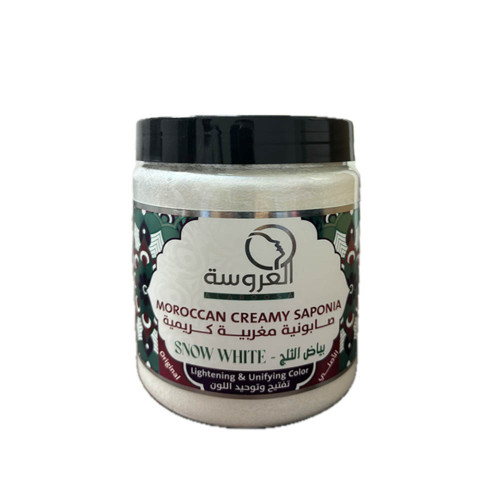 العروسة
MOROCCAN CREAMY SAPONIA
صابونية مغربية كريمية
SNOW WHITE - بياض الثلج
Original
Lightening & Unifying Color
تفتيح وتوحيد اللون